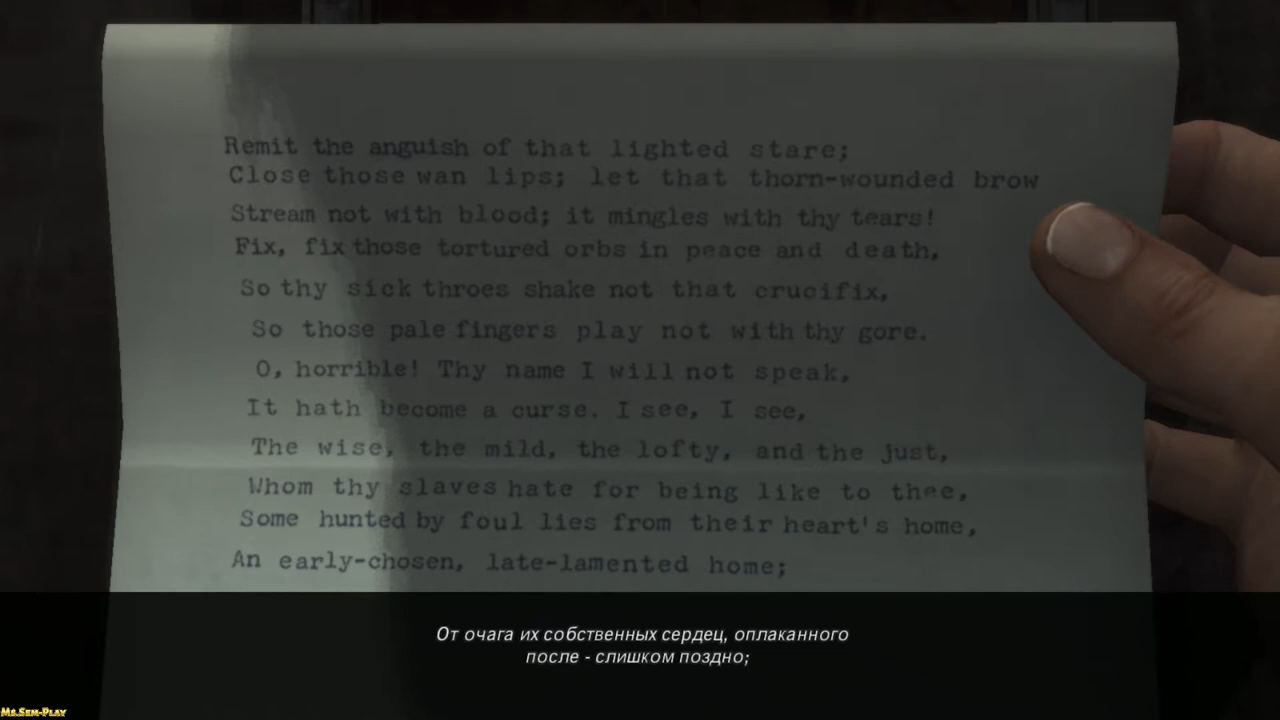 Remit the anguish of that lighted stare;
Close those wan lips; let that thorn-wounded brow
Stream not with blood; it mingles with thy tears!
Fix, fix those tortured orbs in peace and death,
So thy sick throes shake not that crucifix,
So those pale fingers play not with thy gore.
O, horrible! Thy name I will not speak,
It hath become a curse. I see, I see,
The wise, the mild, the lofty, and the just,
Whom thy slaves hate for being like to thee,
Some hunted by foul lies from their heart's home,
An early-chosen, late-lamented home;
От очага их собственных сердец, оплаканного
после - слишком поздно;
Ms.Sem-Play